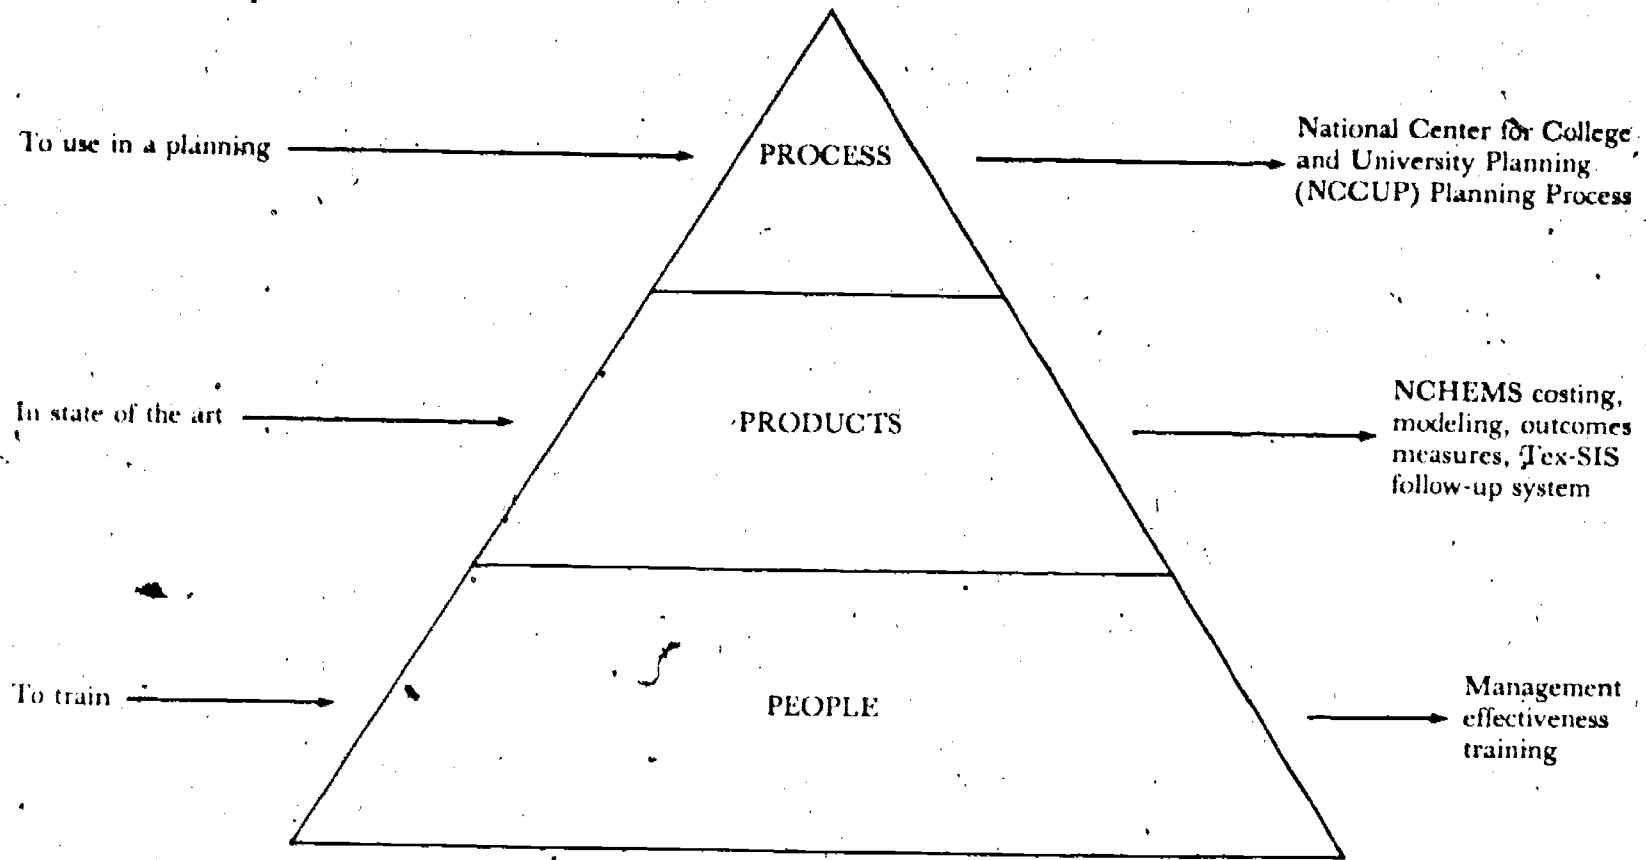 To use in a planning
PROCESS
National Center for College
and University Planning
(NCCUP) Planning Process
In state of the art
PRODUCTS
NCHEMS costing,
modeling, outcomes
measures, Tex-SIS
follow-up system
To train
PEOPLE
Management
effectiveness
training